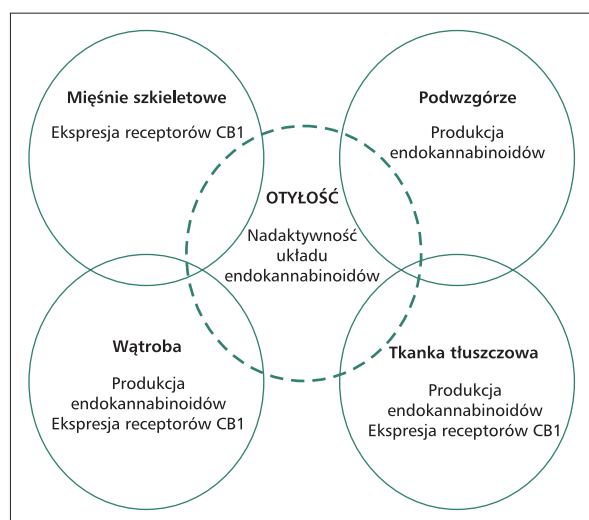 Mięśnie szkieletowe
Ekspresja receptorów CB1
Podwzgórze
Produkcja
endokannabinoidów
OTYŁOŚĆ
Nadaktywność
układu
endokannabinoidów
Wątroba
Produkcja
endokannabinoidów
Ekspresja receptorów CB1
Tkanka tłuszczowa
Produkcja
endokannabinoidów
Ekspresja receptorów CB1